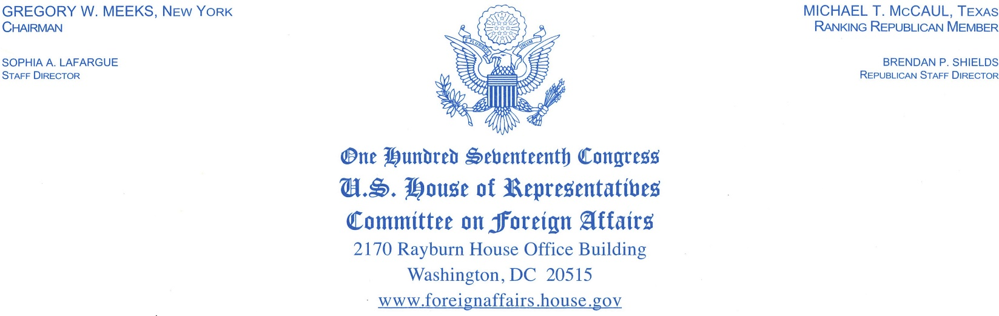 GREGORY W. MEEKS, NEW YORK
CHAIRMAN
SOPHIA A. LAFARGUE
STAFF DIRECTOR
MICHAEL T. MCCAUL, TEXAS
RANKING REPUBLICAN MEMBER
BRENDAN P. SHIELDS
REPUBLICAN STAFF DIRECTOR
E PLURIBUS UNUM
One Hundred Seventeenth Congress
U.S. House of Representatives
Committee on Foreign Affairs
2170 Rayburn House Office Building
Washington, DC 20515
www.foreignaffairs.house.gov